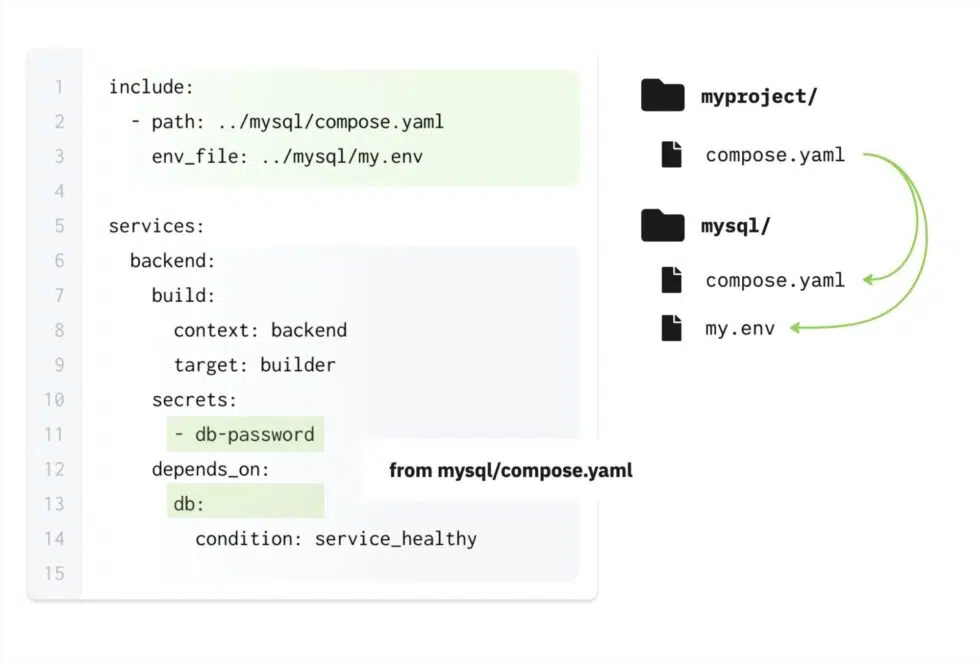 1 include:
2 - path: ../mysql/compose.yaml
3 env_file: ../mysql/my.env
4
5 services:
6 backend:
7 build:
8 context: backend
9 target: builder
10 secrets:
11 - db-password
12 depends_on:
from mysql/compose.yaml
13 db:
14 condition: service_healthy
15
myproject/
compose.yaml
mysql/
compose.yaml
my.env